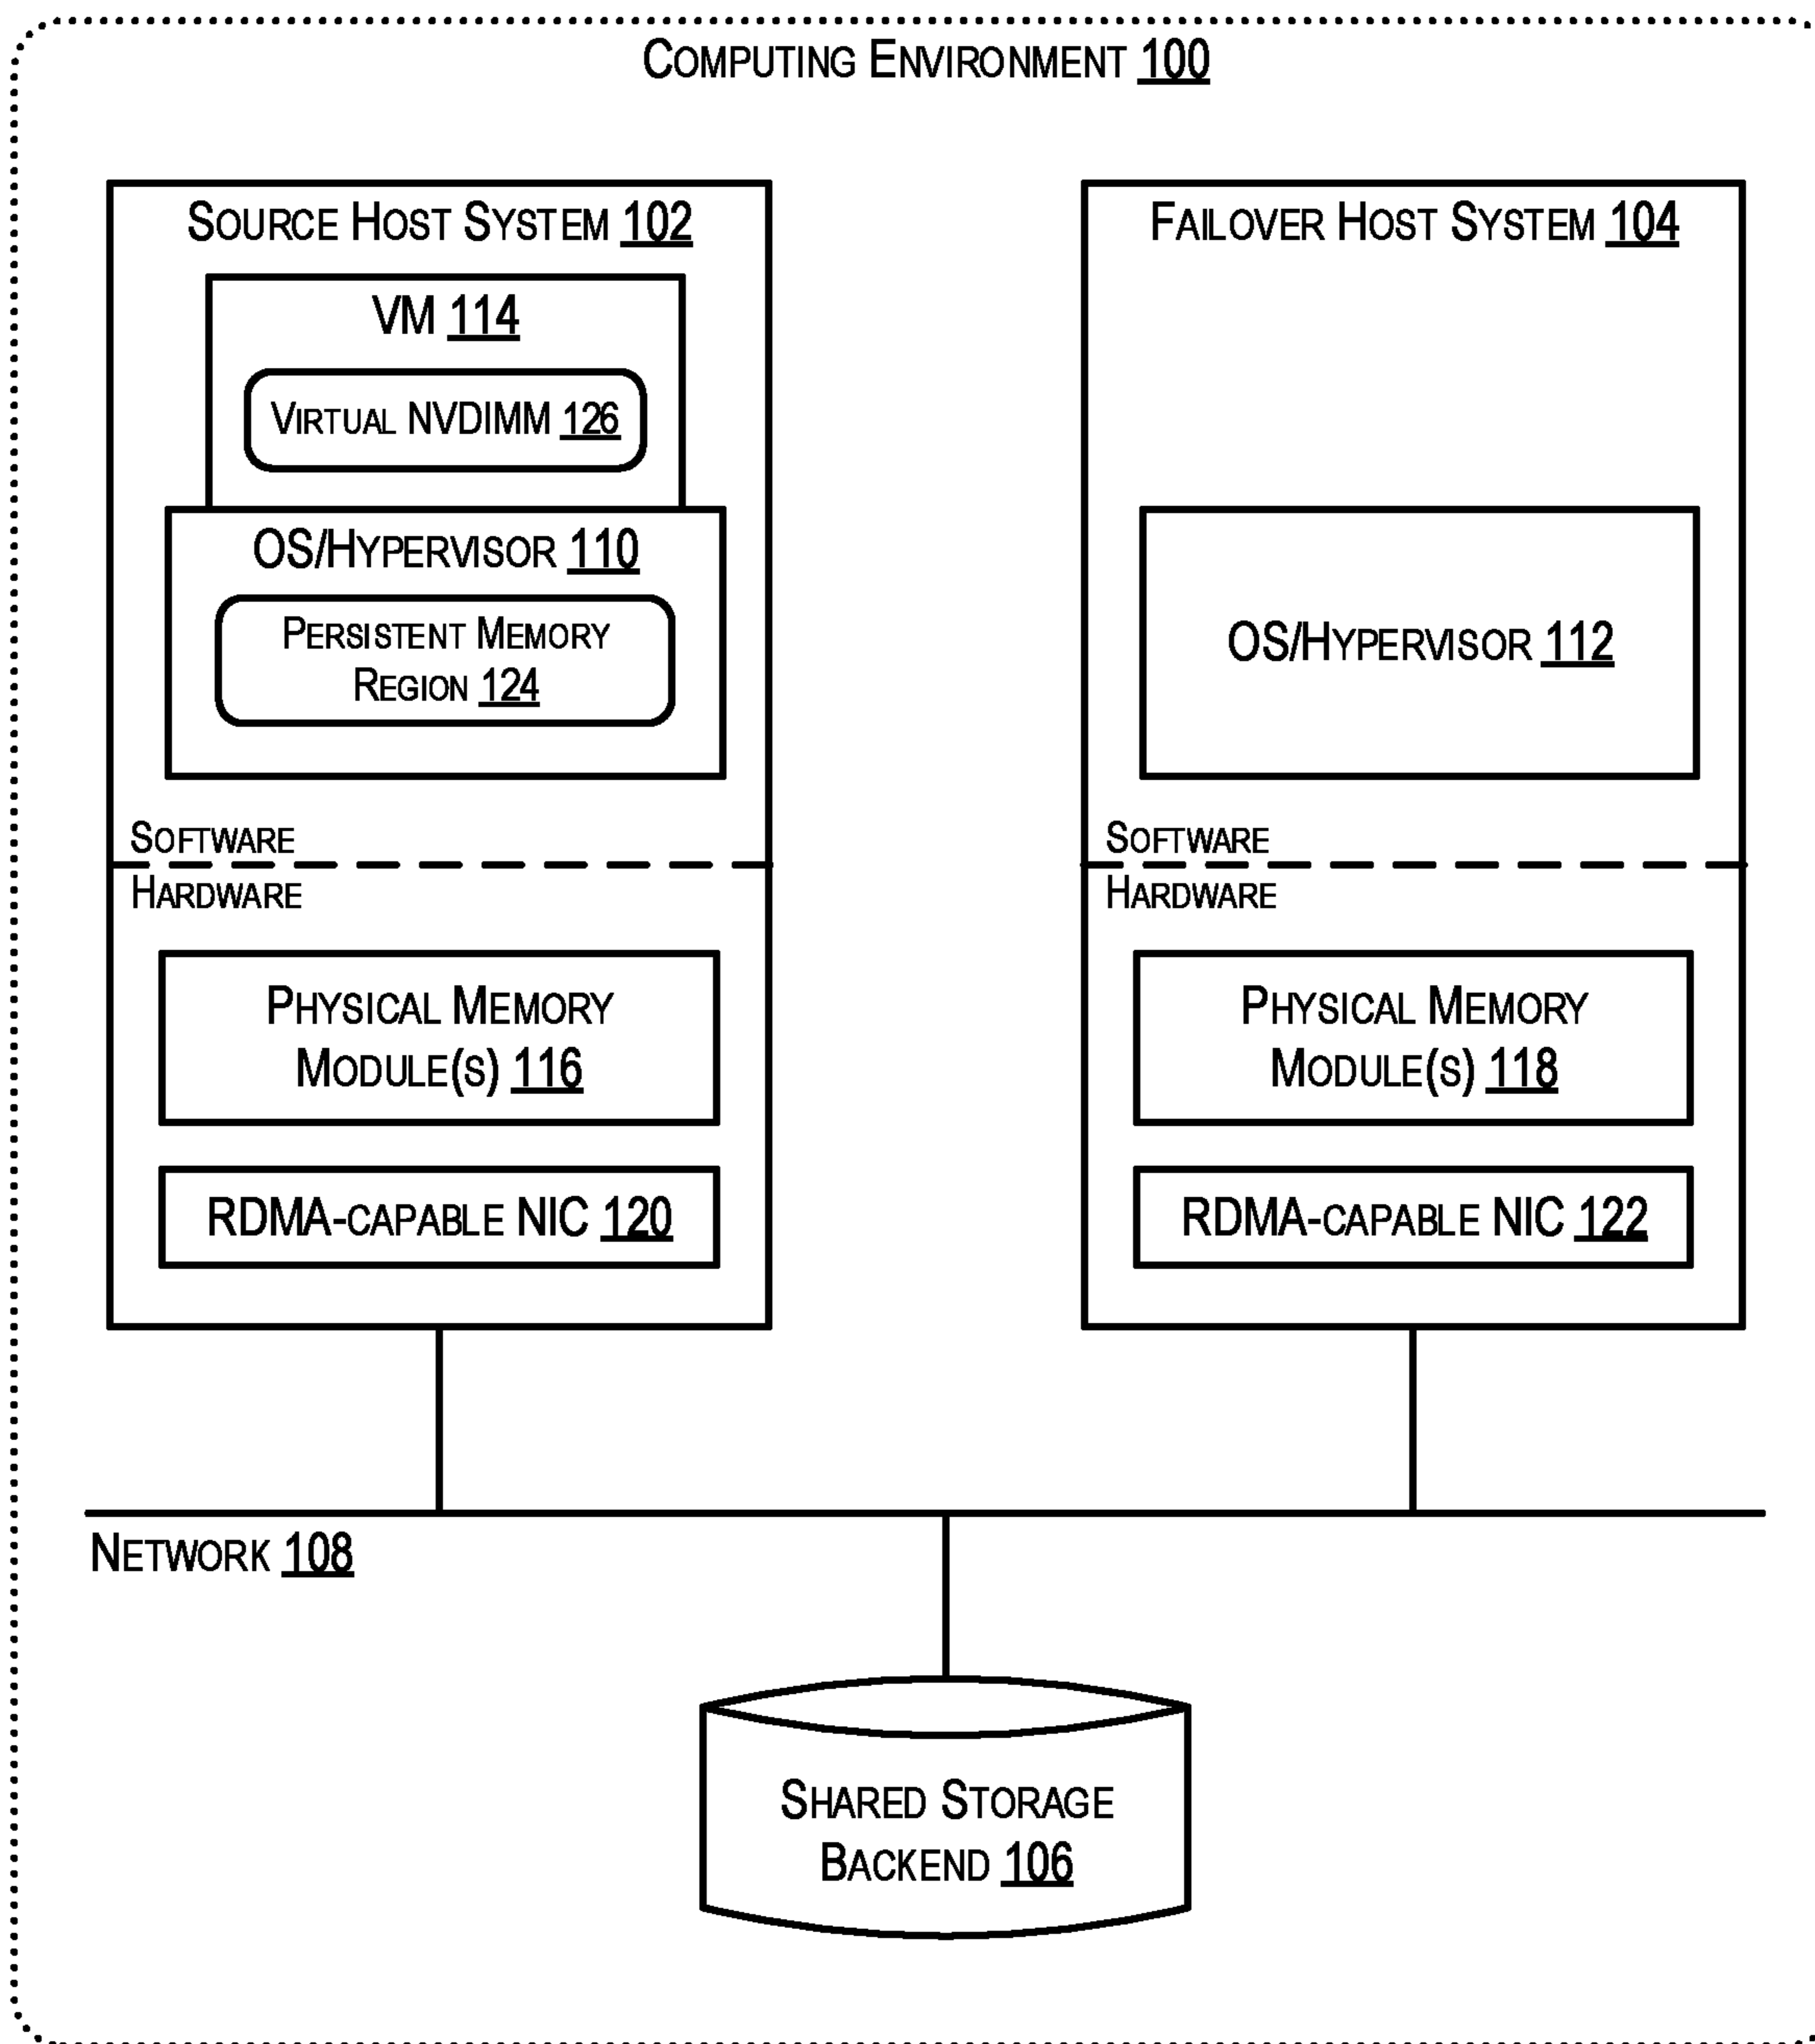 COMPUTING ENVIRONMENT 100
SOURCE HOST SYSTEM 102
VM 114
VIRTUAL NVDIMM 126
OS/HYPERVISOR 110
PERSISTENT MEMORY
REGION 124
SOFTWARE
HARDWARE
PHYSICAL MEMORY
MODULE(S) 116
RDMA-CAPABLE NIC 120
FAILOVER HOST SYSTEM 104
OS/HYPERVISOR 112
SOFTWARE
HARDWARE
PHYSICAL MEMORY
MODULE(S) 118
RDMA-CAPABLE NIC 122
NETWORK 108
SHARED STORAGE
BACKEND 106